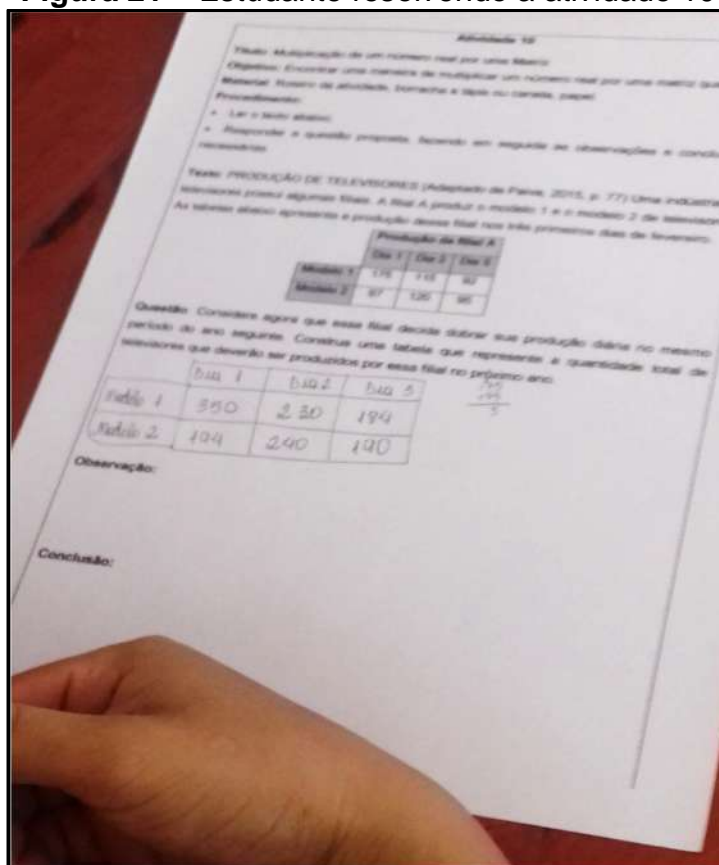 Figura 21 – Estudante resolvendo a atividade 10
Atividade 10
Título: Multiplicação de um número real por uma Matriz
Objetivo: Encontrar uma maneira de multiplicar um número real por uma matriz
Material: Roteiro da atividade, borracha e lápis ou caneta, papel
Procedimento:
• Ler o texto abaixo;
• Responder a questão proposta, fazendo em seguida as observações e
necessárias
Texto: PRODUÇÃO DE TELEVISORES (Adaptado de Paiva, 2015, p. 77) Uma indústria
televisores possui algumas filiais. A filial A produz o modelo 1 e o modelo 2 de
As tabelas abaixo apresenta a produção dessa filial nos três primeiros dias de fevereiro.
Produção da filial A
Dia 1 Dia 2 Dia 3
Modelo 1 175 115 92
Modelo 2 97 120 95
Questão: Considere agora que essa filial decida dobrar sua produção diária no mesmo
período do ano seguinte. Construa uma tabela que represente a quantidade total de
televisores que deverão ser produzidos por essa filial no próximo ano.
Dia 1 Dia 2 Dia 3
Modelo 1 350 230 184
Modelo 2 194 240 190
Observação:
Conclusão: